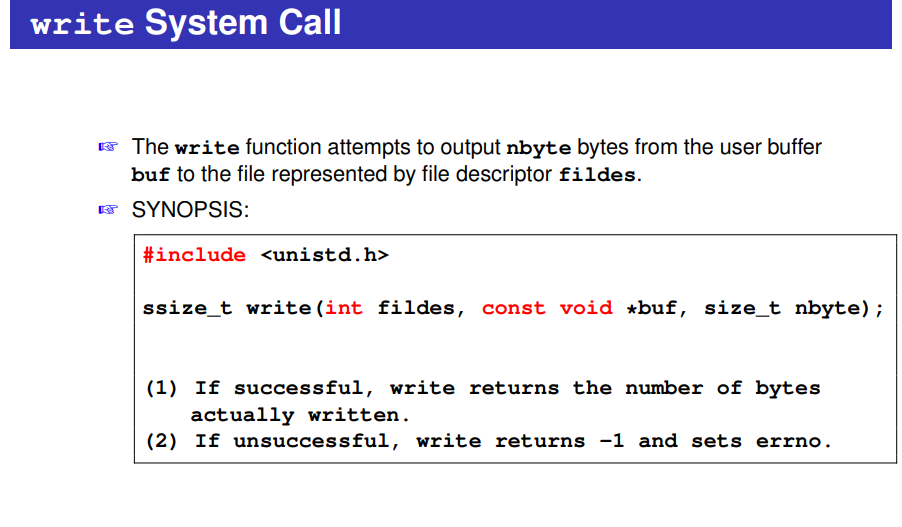 write System Call
The write function attempts to output nbyte bytes from the user buffer
buf to the file represented by file descriptor fildes.
SYNOPSIS:
#include <unistd.h>
ssize_t write(int fildes, const void *buf, size_t nbyte);
(1) If successful, write returns the number of bytes
actually written.
(2) If unsuccessful, write returns -1 and sets errno.